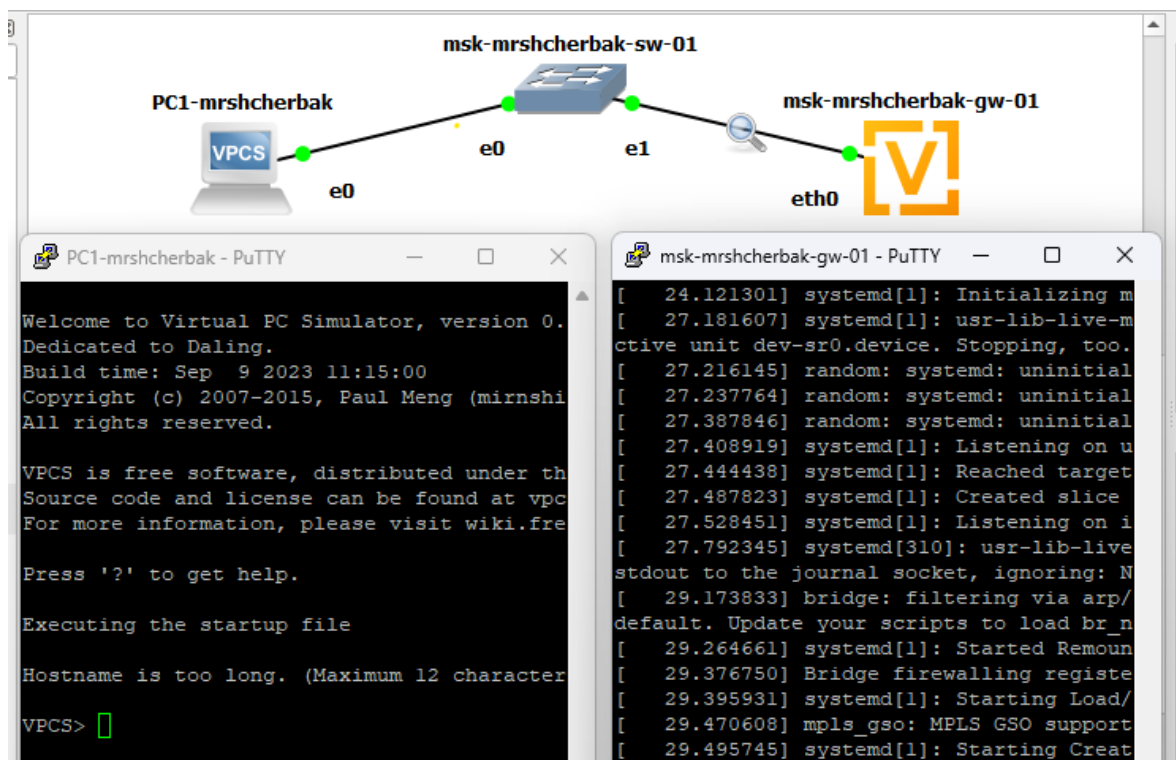 msk-mrshcherbak-sw-01
PC1-mrshcherbak
msk-mrshcherbak-gw-01
VPCS
V
e0
e1
e0
eth0
PC1-mrshcherbak - PuTTY
Welcome to Virtual PC Simulator, version 0.
Dedicated to Daling.
Build time: Sep  9 2023 11:15:00
Copyright (c) 2007-2015, Paul Meng (mirnshi
All rights reserved.
VPCS is free software, distributed under th
Source code and license can be found at vpc
For more information, please visit wiki.fre
Press '?' to get help.
Executing the startup file
Hostname is too long. (Maximum 12 character
VPCS>
msk-mrshcherbak-gw-01 - PuTTY
[   24.121301] systemd[1]: Initializing m
[   27.181607] systemd[1]: usr-lib-live-m
ctive unit dev-sr0.device. Stopping, too.
[   27.216145] random: systemd: uninitial
[   27.237764] random: systemd: uninitial
[   27.387846] random: systemd: uninitial
[   27.408919] systemd[1]: Listening on u
[   27.444438] systemd[1]: Reached target
[   27.487823] systemd[1]: Created slice
[   27.528451] systemd[1]: Listening on i
[   27.792345] systemd[310]: usr-lib-live
stdout to the journal socket, ignoring: N
[   29.173833] bridge: filtering via arp/
default. Update your scripts to load br_n
[   29.264661] systemd[1]: Started Remoun
[   29.376750] Bridge firewalling registe
[   29.395931] systemd[1]: Starting Load/
[   29.470608] mpls_gso: MPLS GSO support
[   29.495745] systemd[1]: Starting Creat